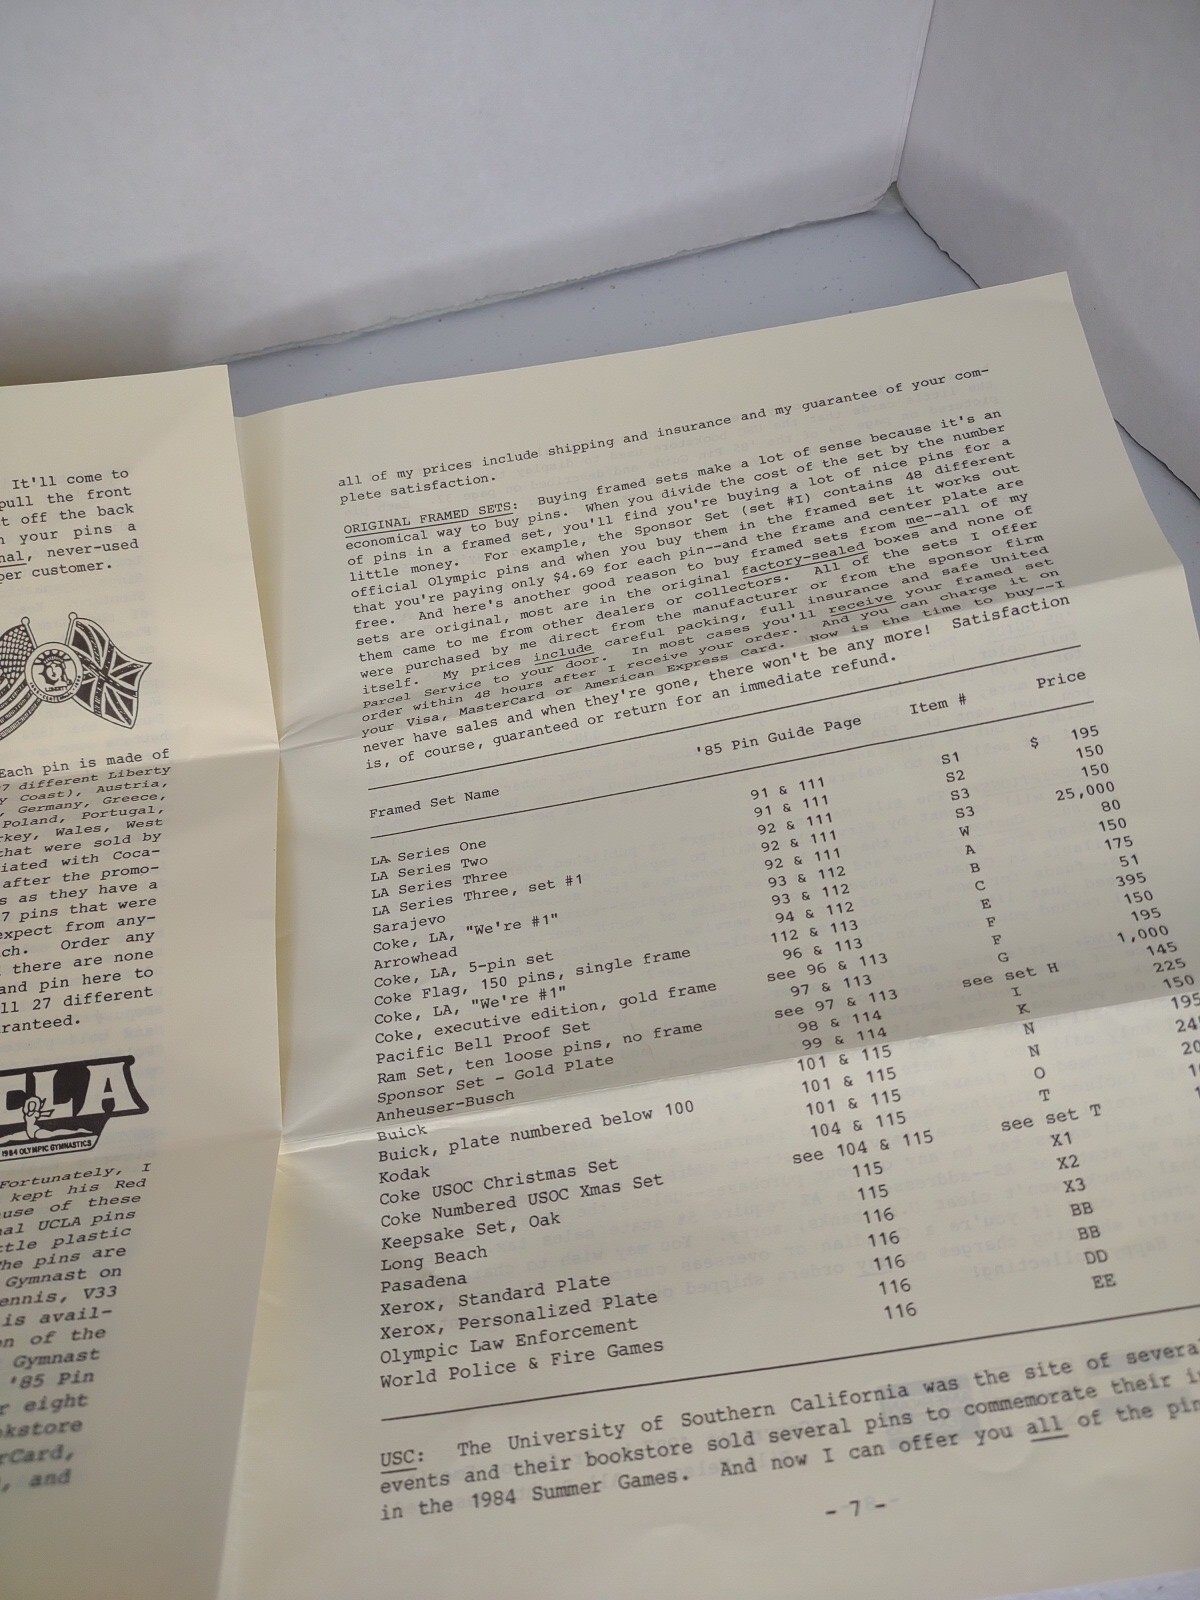 It'll come to
pull the front
t off the back
n your pins a
nal, never-used
per customer.
LIBERTY
Each pin is made of
7 different Liberty
y Coast), Austria,
, Germany, Greece,
Poland, Portugal,
rkey, Wales, West
that were sold by
iated with Coca-
after the promo-
s as they have a
7 pins that were
expect from any-
ch. Order any
there are none
and pin here to
ll 27 different
aranteed.
CLA
1984 OLYMPIC GYMNASTICS
Fortunately, I
kept his Red
ause of these
nal UCLA pins
ttle plastic
he pins are
Gymnast on
ennis, V33
is avail-
en of the
Gymnast
'85 Pin
r eight
okstore
rCard,
, and
all of my prices include shipping and insurance and my guarantee of your com-
plete satisfaction.
ORIGINAL FRAMED SETS: Buying framed sets make a lot of sense because it's an
economical way to buy pins. When you divide the cost of the set by the number
of pins in a framed set, you'll find you're buying a lot of nice pins for a
little money. For example, the Sponsor Set (set #I) contains 48 different
official Olympic pins and when you buy them in the framed set it works out
that you're paying only $4.69 for each pin--and the frame and center plate are
free. And here's another good reason to buy framed sets from me--all of my
sets are original, most are in the original factory-sealed boxes and none of
them came to me from other dealers or collectors. All of the sets I offer
were purchased by me direct from the manufacturer or from the sponsor firm
itself. My prices include careful packing, full insurance and safe United
Parcel Service to your door. In most cases you'll receive your framed set
order within 48 hours after I receive your order. And you can charge it on
your Visa, MasterCard or American Express Card. Now is the time to buy--I
never have sales and when they're gone, there won't be any more! Satisfaction
is, of course, guaranteed or return for an immediate refund.
Framed Set Name '85 Pin Guide Page Item # Price
LA Series One 91 & 111 S1 $ 195
LA Series Two 91 & 111 S2 150
LA Series Three 92 & 111 S3 150
LA Series Three, set #1 92 & 111 S3 25,000
Sarajevo 92 & 111 W 80
Coke, LA, "We're #1" 93 & 112 A 150
Arrowhead 93 & 112 B 175
Coke, LA, 5-pin set 94 & 112 C 51
Coke Flag, 150 pins, single frame 112 & 113 E 395
Coke, LA, "We're #1" 96 & 113 F 150
Coke, executive edition, gold frame see 96 & 113 F 195
Pacific Bell Proof Set 97 & 113 G 1,000
Ram Set, ten loose pins, no frame see 97 & 113 see set H 145
Sponsor Set - Gold Plate 98 & 114 I 225
Anheuser-Busch 99 & 114 K 150
Buick 101 & 115 N 195
Buick, plate numbered below 100 101 & 115 N 24
Kodak 101 & 115 O 20
Coke USOC Christmas Set 104 & 115 T
Coke Numbered USOC Xmas Set see 104 & 115 see set T
Keepsake Set, Oak 115 X1
Long Beach 115 X2
Pasadena 116 X3
Xerox, Standard Plate 116 BB
Xerox, Personalized Plate 116 BB
Olympic Law Enforcement 116 DD
World Police & Fire Games 116 EE
USC: The University of Southern California was the site of several
events and their bookstore sold several pins to commemorate their i
in the 1984 Summer Games. And now I can offer you all of the pin
- 7 -